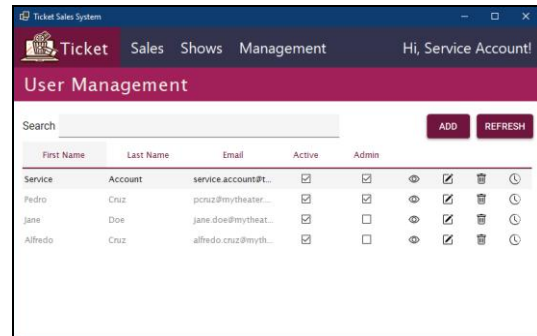 Ticket Sales System
Ticket Sales Shows Management Hi, Service Account!
User Management
Search ADD REFRESH
First Name Last Name Email Active Admin
Service Account service.account@t...
Pedro Cruz pcruz@mytheater...
Jane Doe jane.doe@mytheat...
Alfredo Cruz alfredo.cruz@myth...